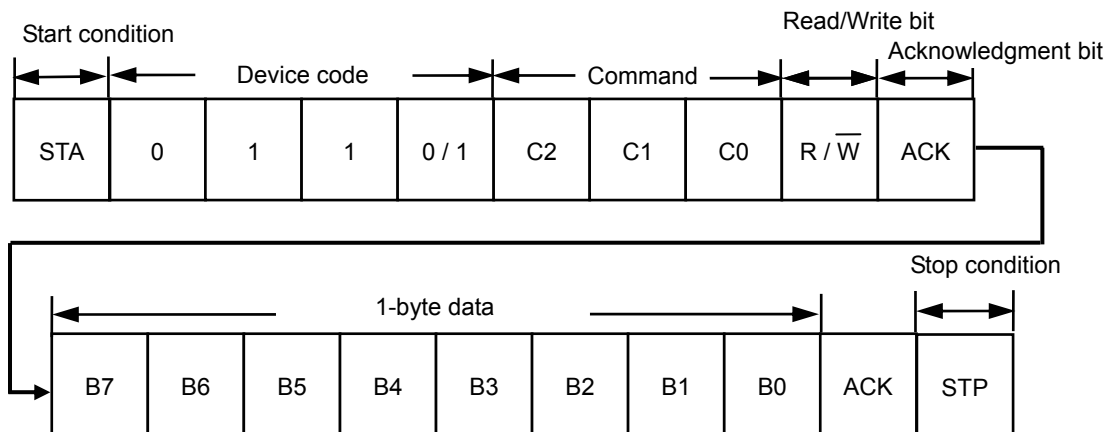 Read/Write bit
Start condition
Acknowledgment bit
Device code
Command
STA 0 1 1 0 / 1 C2 C1 C0 R / W̅ ACK
Stop condition
1-byte data
B7 B6 B5 B4 B3 B2 B1 B0 ACK STP